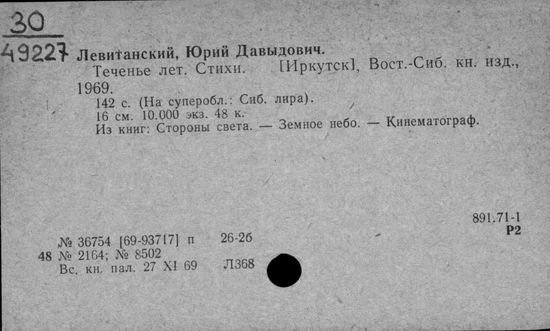 30
49227
Левитанский, Юрий Давыдович.
Теченье лет. Стихи. [Иркутск], Вост.-Сиб. кн. изд.,
1969.
142 с. (На суперобл.: Сиб. лира).
16 см. 10.000 экз. 48 к.
Из книг: Стороны света. — Земное небо. — Кинематограф.
891.71-1
Р2
№ 36754 [69-93717] п 26-2б
48 № 2164; № 8502
Вс. кн. пал. 27 XI 69 Л368